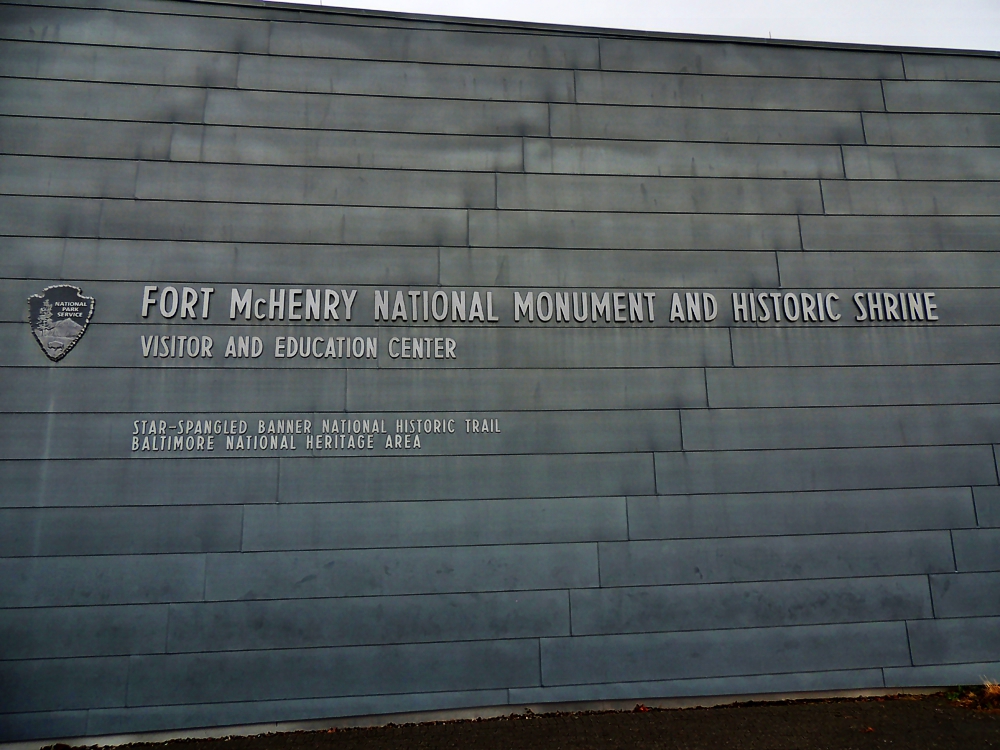 NATIONAL
PARK
SERVICE
FORT McHENRY NATIONAL MONUMENT AND HISTORIC SHRINE
VISITOR AND EDUCATION CENTER
STAR-SPANGLED BANNER NATIONAL HISTORIC TRAIL
BALTIMORE NATIONAL HERITAGE AREA